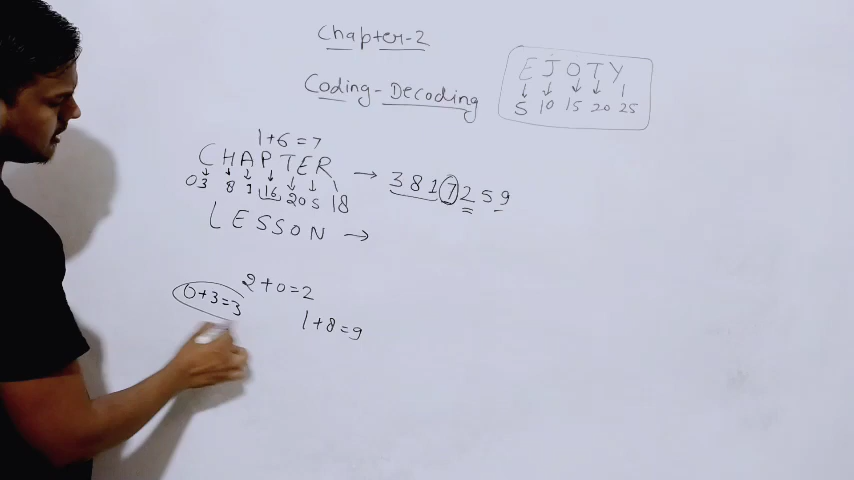 Chapter-2
Coding-Decoding
E J O T Y
↓ ↓ ↓ ↓
5 10 15 20 25
1+6=7
CHAPTER → 3817259
03 8 1 16 20 5 18
LESSON →
2+0=2
0+3=3
1+8=9